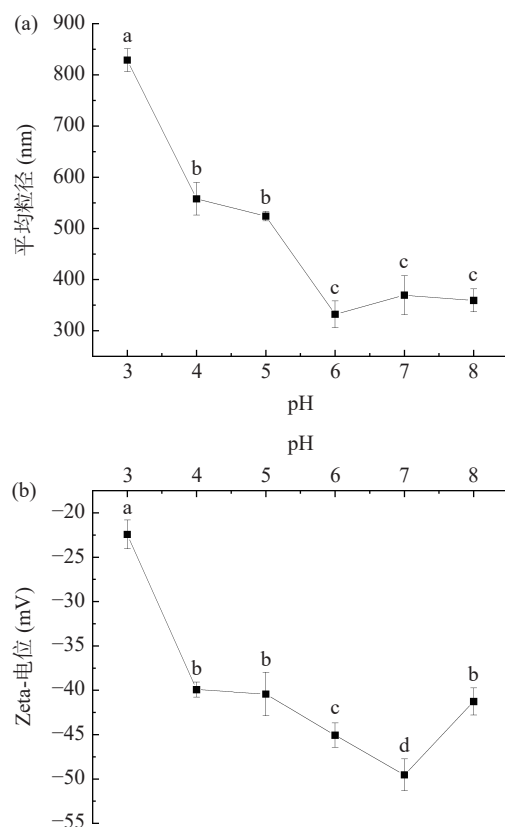 (a)
900
800
700
600
500
400
300
平均粒径 (nm)
a
b
b
c
c
c
3 4 5 6 7 8
pH
pH
3 4 5 6 7 8
(b)
−20
−25
−30
−35
−40
−45
−50
−55
Zeta-电位 (mV)
a
b
b
c
d
b